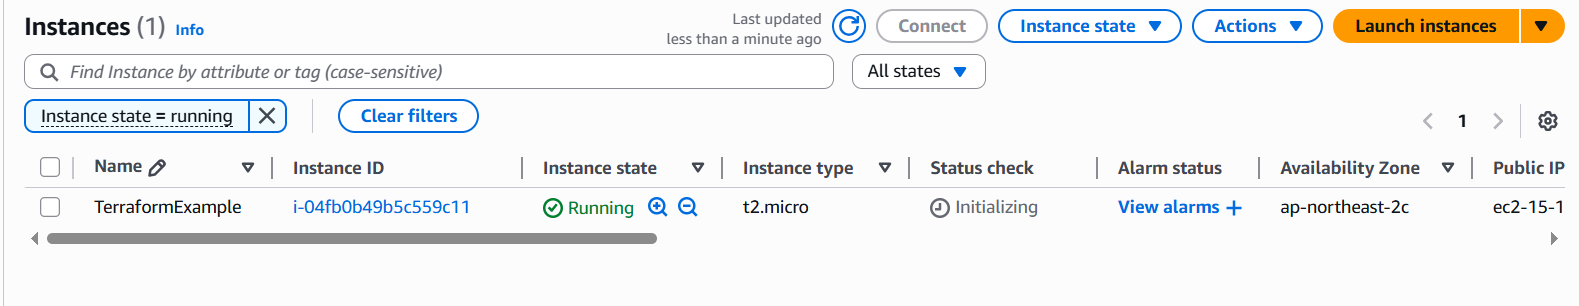 Instances (1) Info
Last updated
less than a minute ago
Connect
Instance state
Actions
Launch instances
Find Instance by attribute or tag (case-sensitive)
All states
Instance state = running
Clear filters
1
Name Instance ID Instance state Instance type Status check Alarm status Availability Zone Public IP
TerraformExample i-04fb0b49b5c559c11 Running t2.micro Initializing View alarms + ap-northeast-2c ec2-15-1